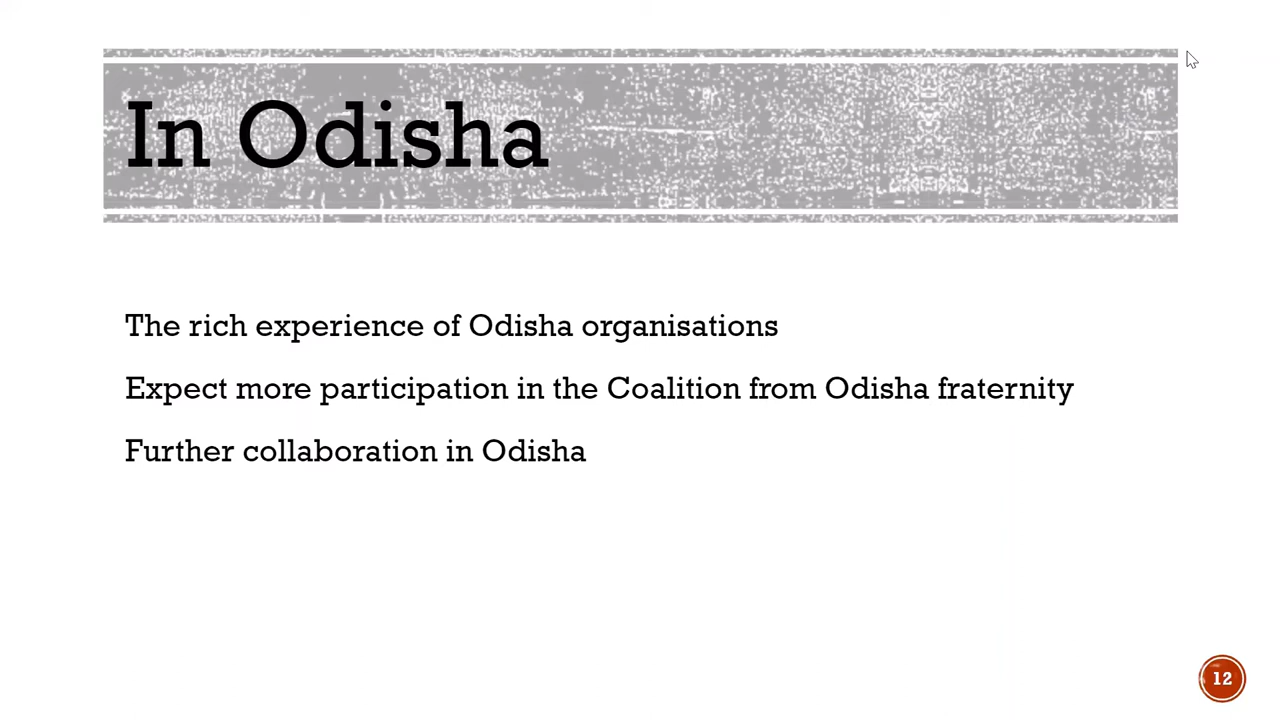 In Odisha
The rich experience of Odisha organisations
Expect more participation in the Coalition from Odisha fraternity
Further collaboration in Odisha
12